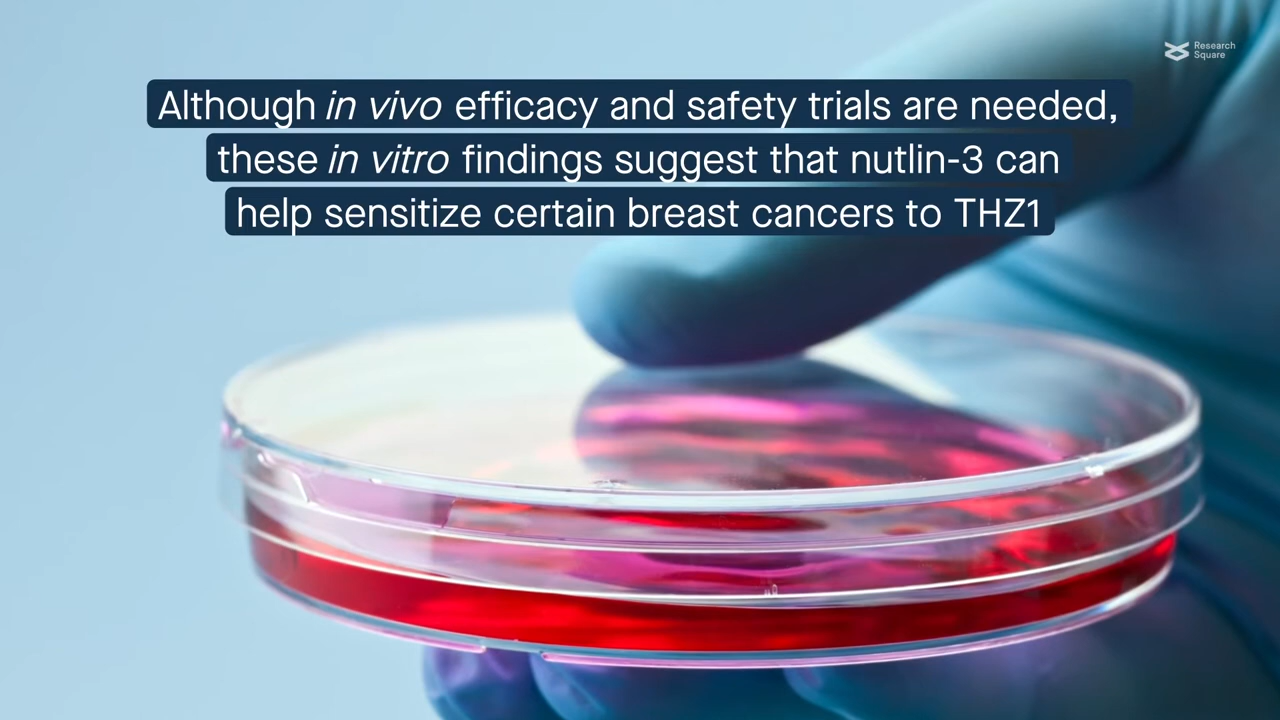 Research
Square
Although in vivo efficacy and safety trials are needed,
these in vitro findings suggest that nutlin-3 can
help sensitize certain breast cancers to THZ1